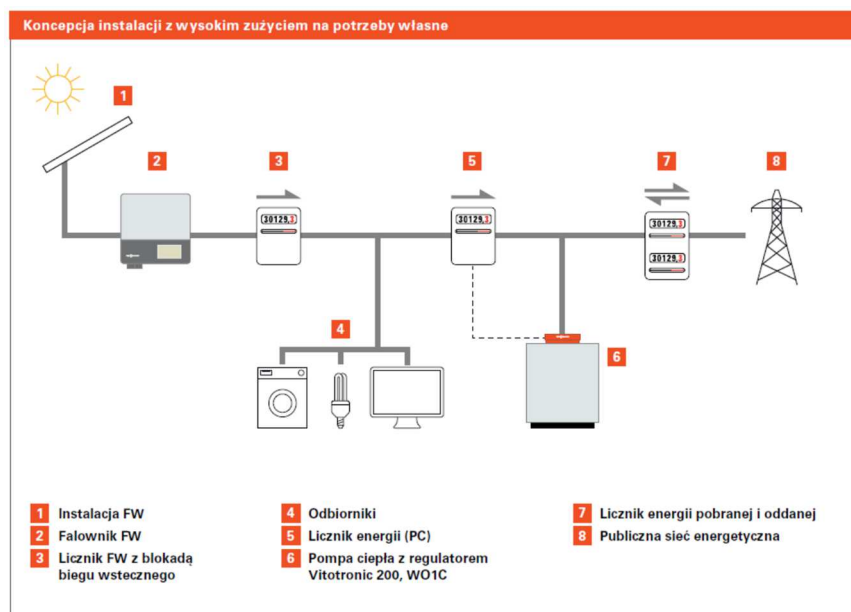 Koncepcja instalacji z wysokim zużyciem na potrzeby własne
1
2
3
5
7
8
30129,3
30129,3
30129,3
30129,3
4
6
1 Instalacja FW
2 Falownik FW
3 Licznik FW z blokadą
biegu wstecznego
4 Odbiorniki
5 Licznik energii (PC)
6 Pompa ciepła z regulatorem
Vitotronic 200, WO1C
7 Licznik energii pobranej i oddanej
8 Publiczna sieć energetyczna